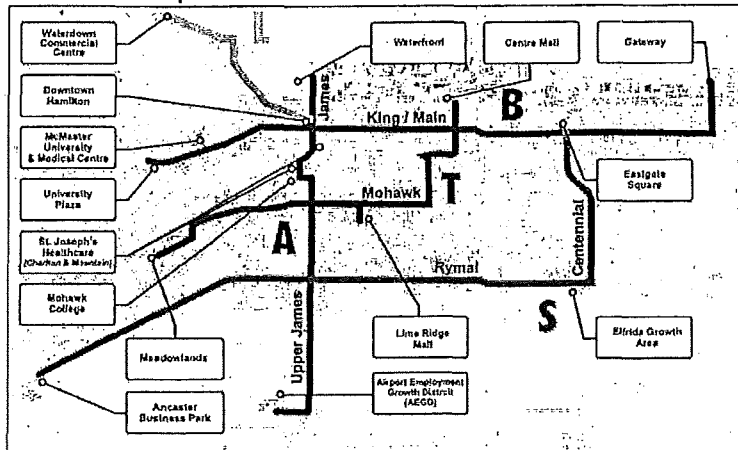 Waterdown
Commercial
Centre
Waterfront
Centre Mall
Gateway
Downtown
Hamilton
James
King / Main
B
McMaster
University
& Medical Centre
Eastgate
Square
University
Plaza
Mohawk
T
St. Joseph's
Healthcare
(Charlton & Mountain)
A
Centennial
Rymal
Mohawk
College
Upper James
Lime Ridge
Mall
S
Elfrida Growth
Area
Meadowlands
Airport Employment
Growth District
(AEGD)
Ancaster
Business Park